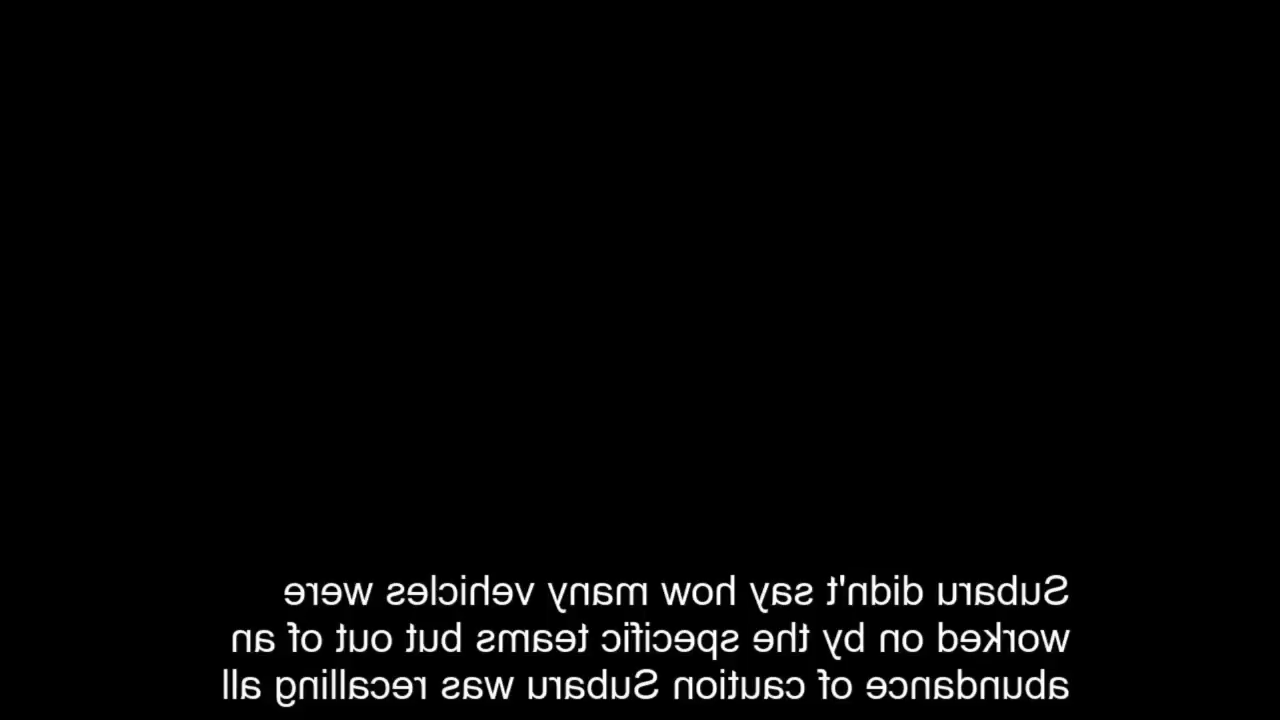 Subaru didn't say how many vehicles were
worked on by the specific teams but out of an
abundance of caution Subaru was recalling all